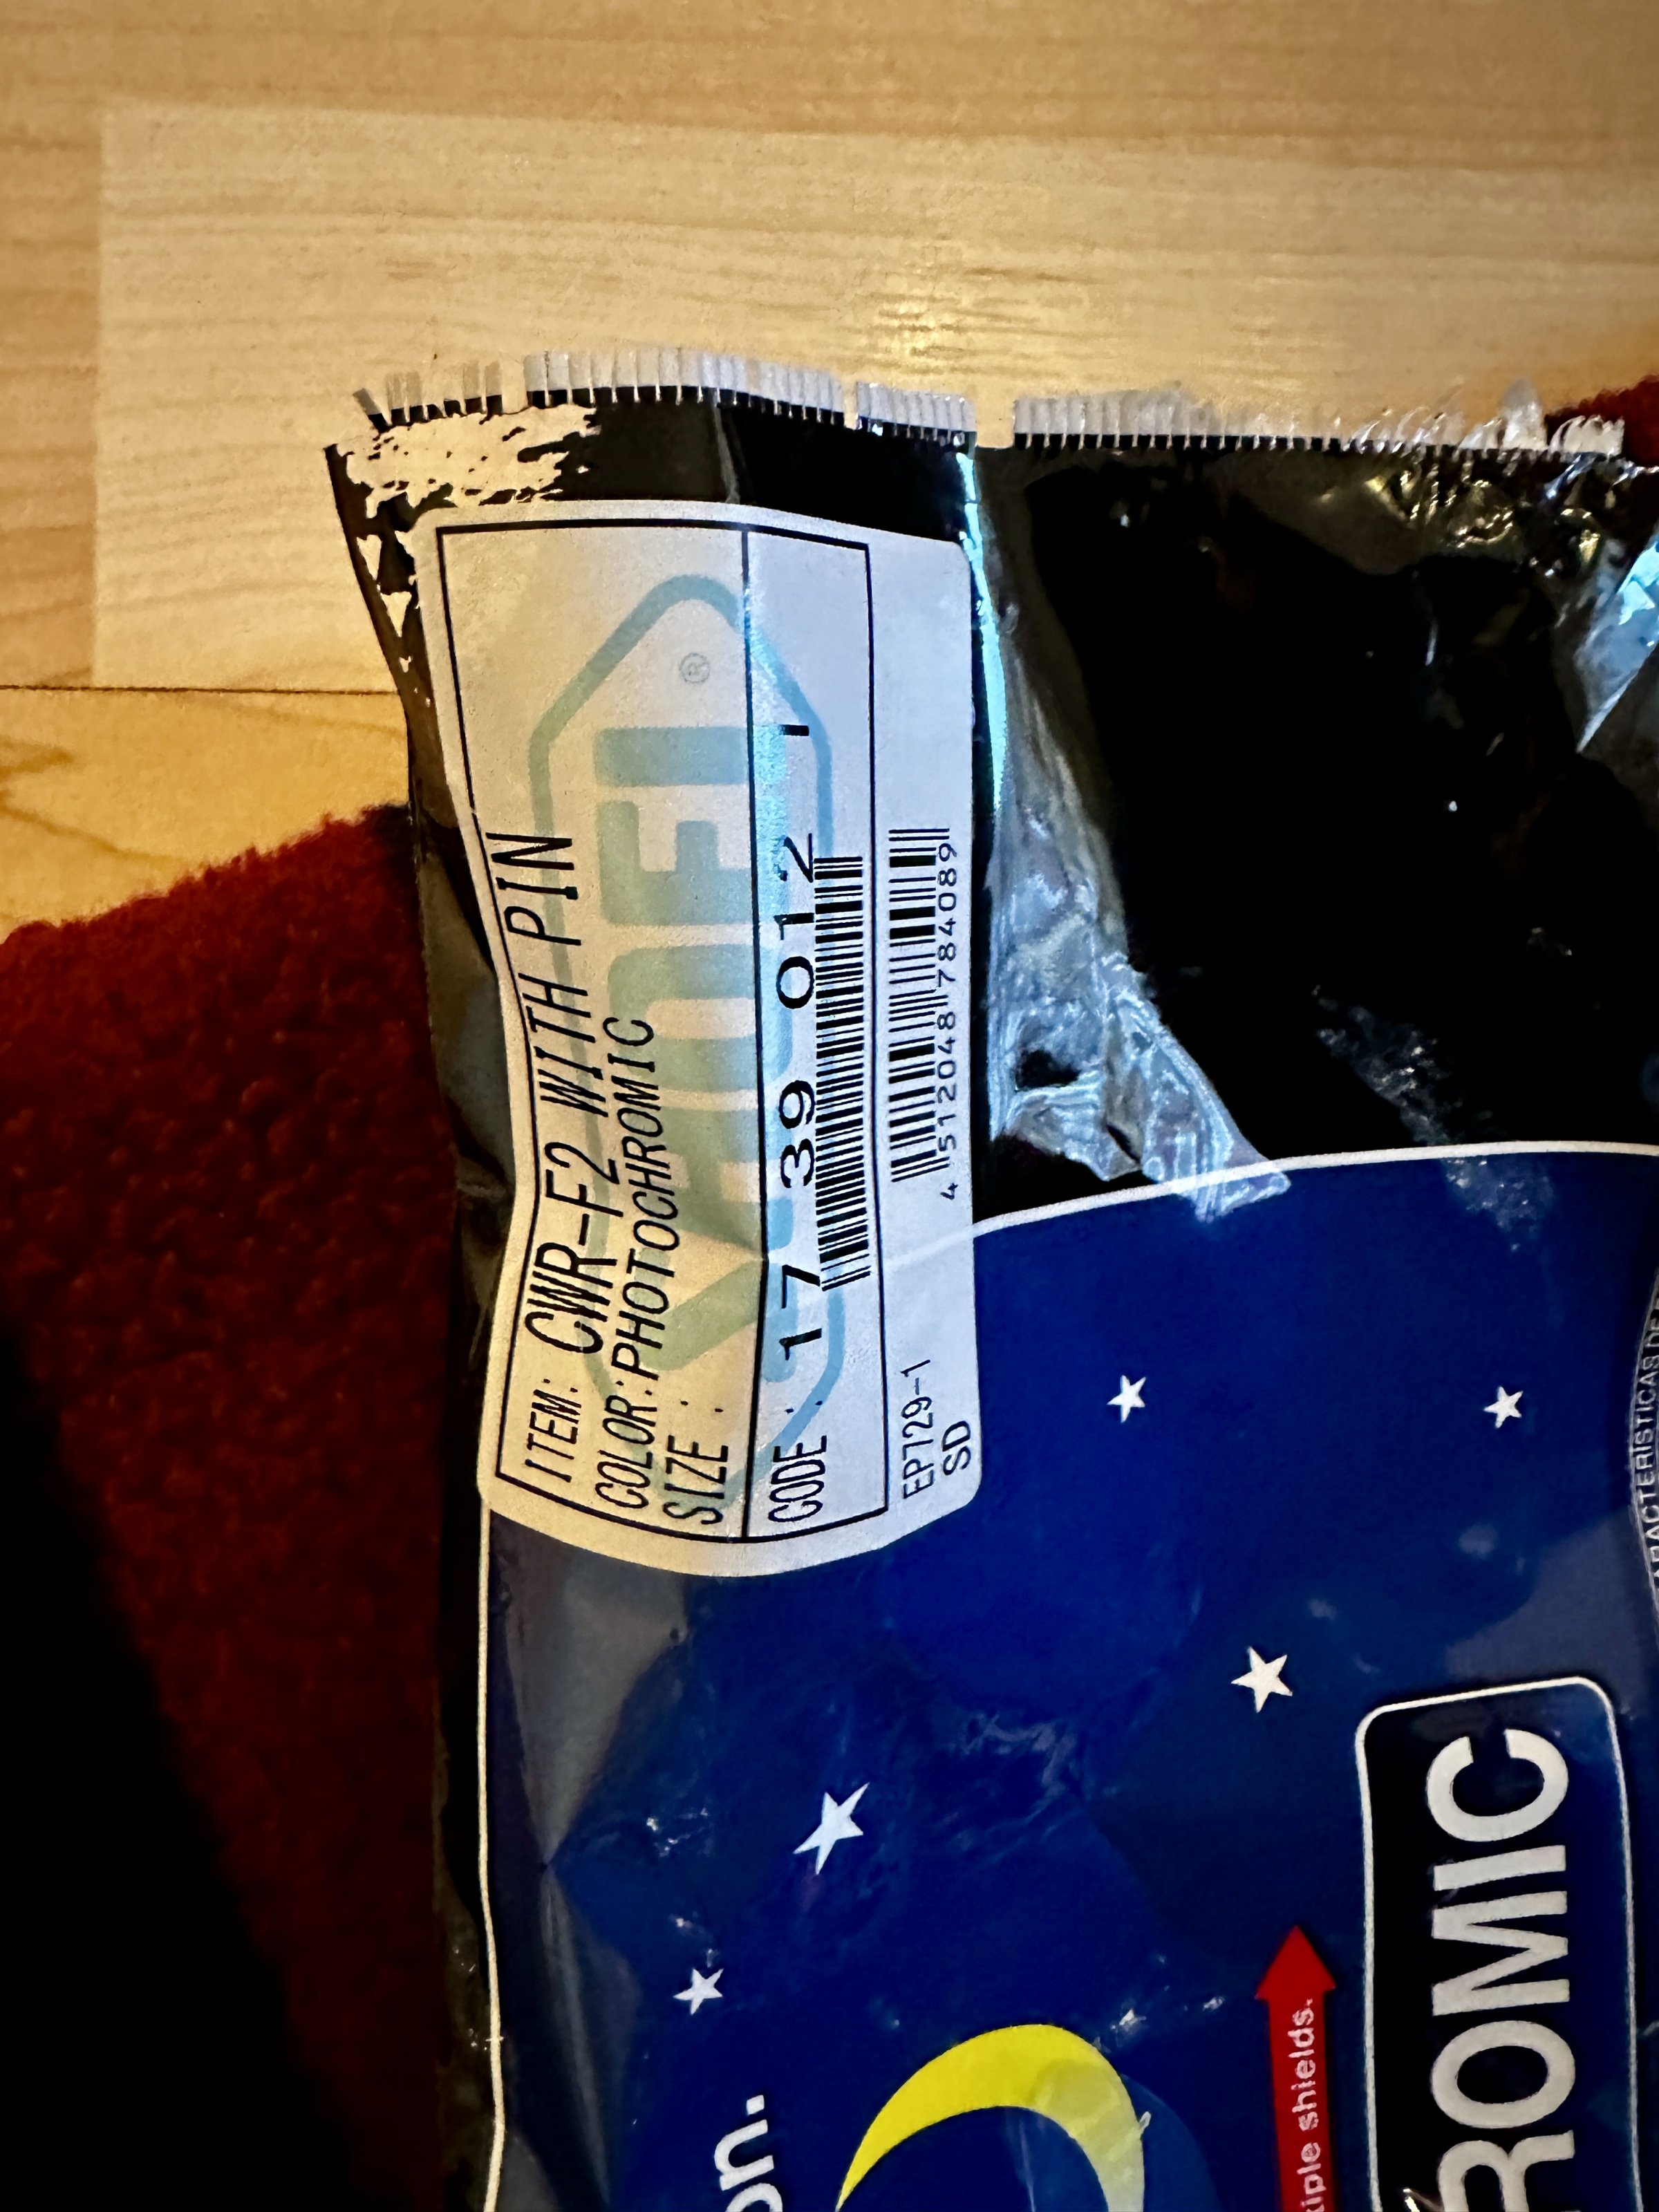 ITEM: CWR-F2 WITH PIN
COLOR:PHOTOCHROMIC
SIZE :
CODE : 17 39 012 1
4 512048 784089
EP729-1
SD
SHOEI®
on.
iple shields.
ROMIC